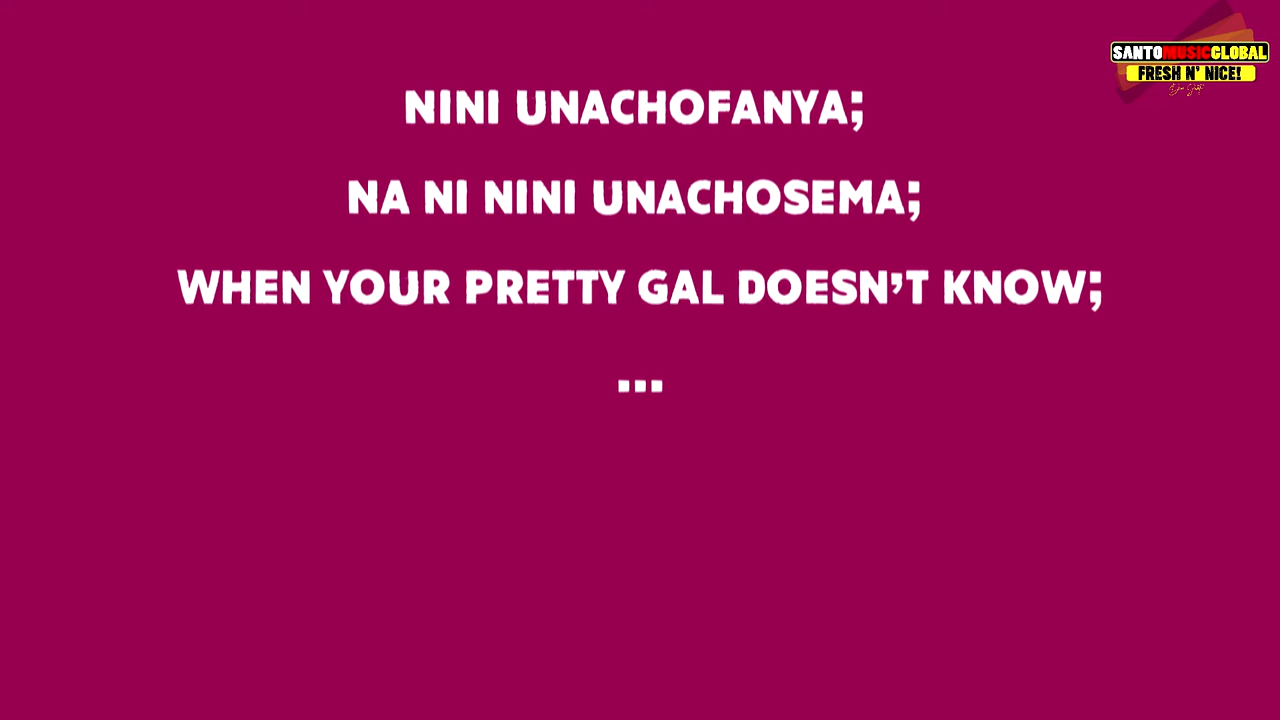 SANTOMUSICGLOBAL
FRESH N' NICE!
NINI UNACHOFANYA;
NA NI NINI UNACHOSEMA;
WHEN YOUR PRETTY GAL DOESN'T KNOW;
...